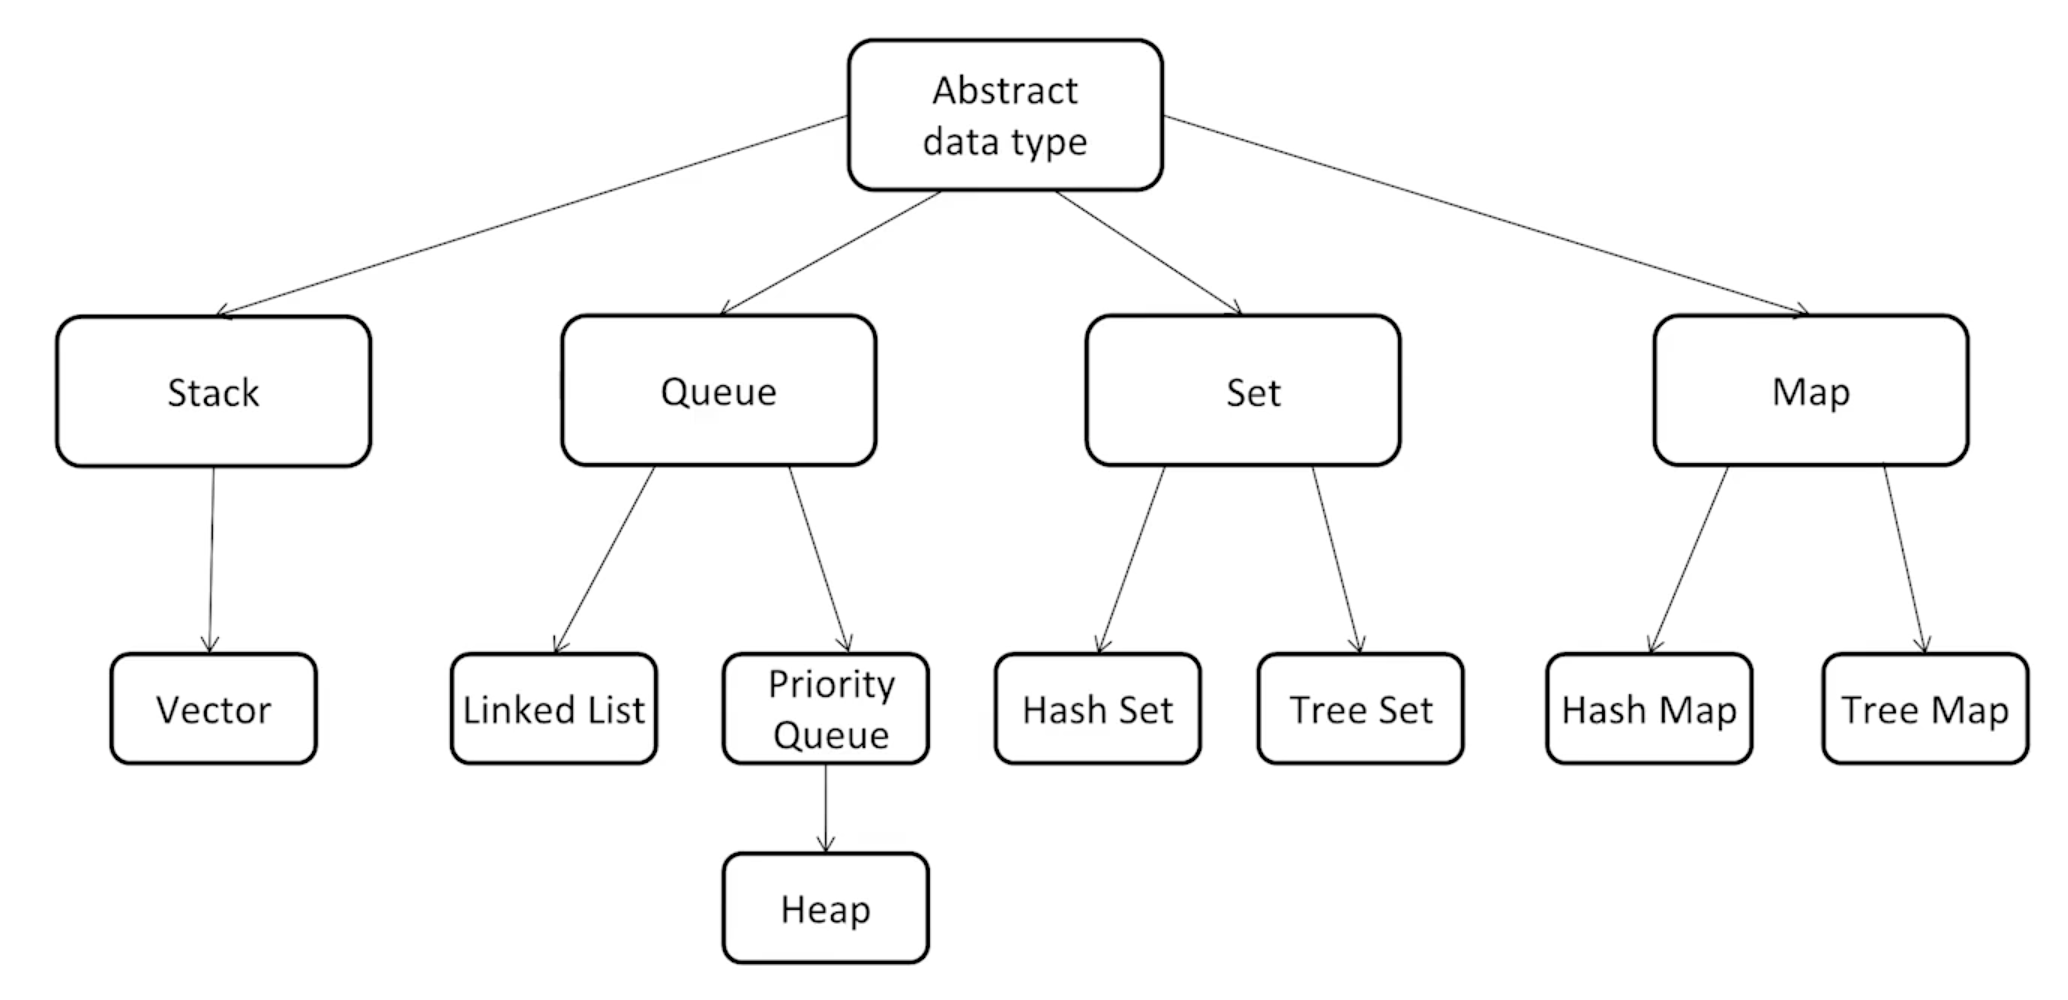 Abstract
data type
Stack
Queue
Set
Map
Vector
Linked List
Priority
Queue
Hash Set
Tree Set
Hash Map
Tree Map
Heap